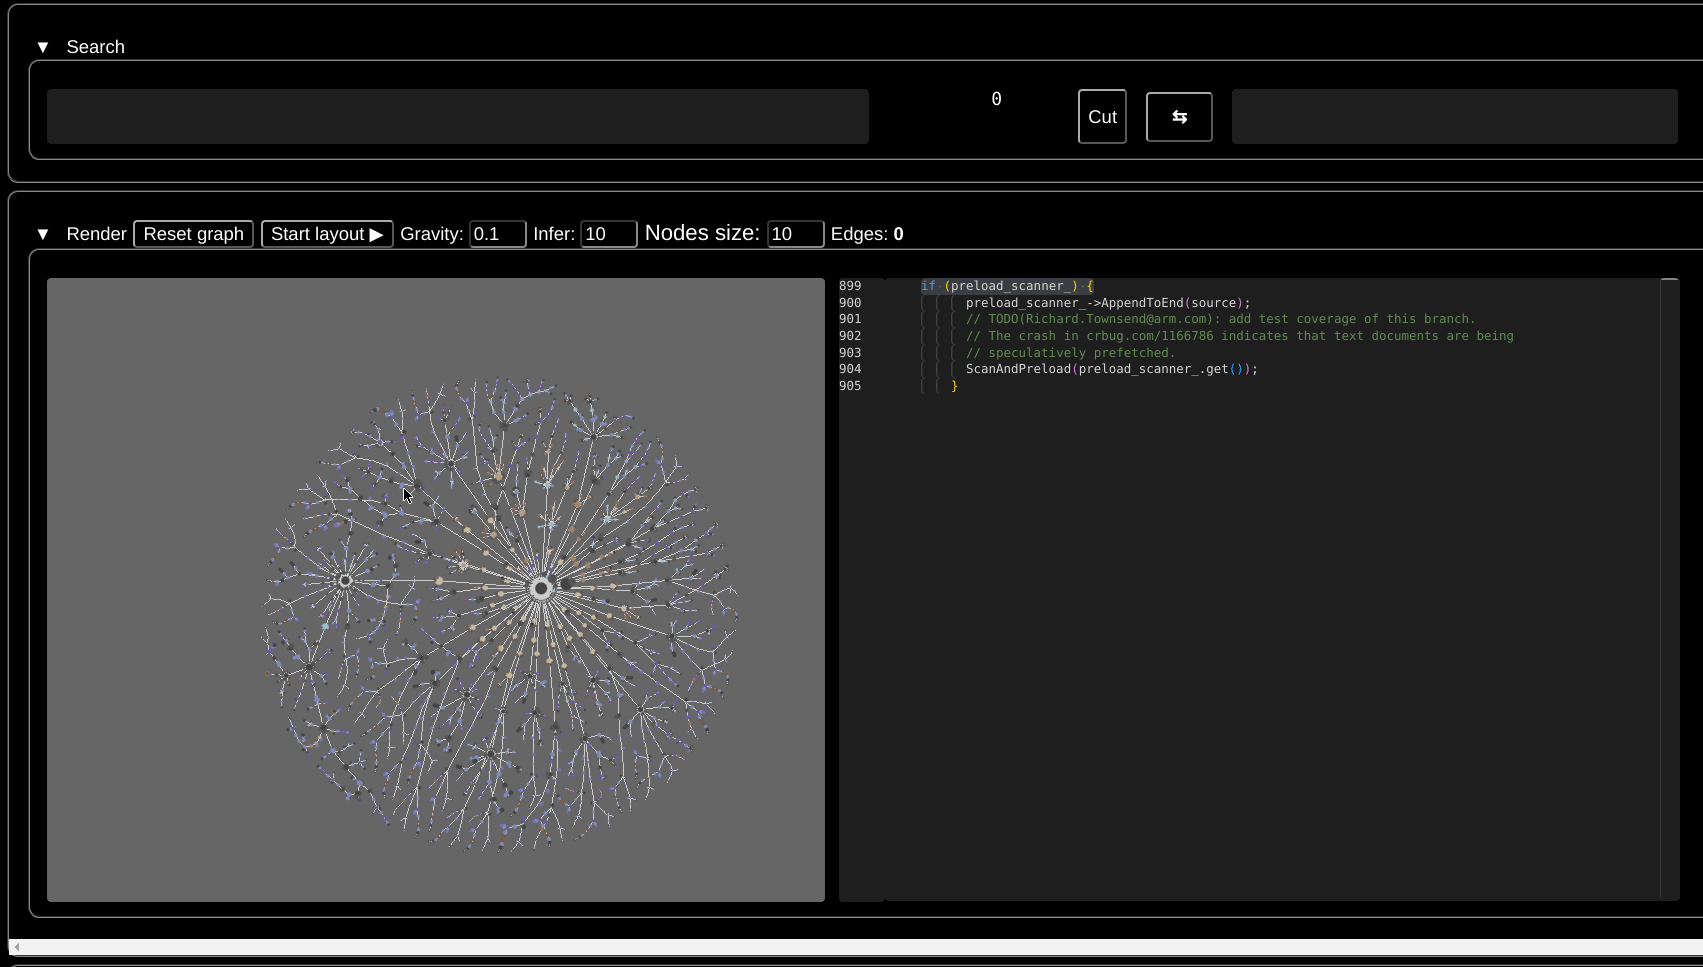 ▼ Search
0 Cut ⇆
▼ Render Reset graph Start layout ▶ Gravity: 0.1 Infer: 10 Nodes size: 10 Edges: 0
899 if (preload_scanner_) {
900 preload_scanner_->AppendToEnd(source);
901 // TODO(Richard.Townsend@arm.com): add test coverage of this branch.
902 // The crash in crbug.com/1166786 indicates that text documents are being
903 // speculatively prefetched.
904 ScanAndPreload(preload_scanner_.get());
905 }